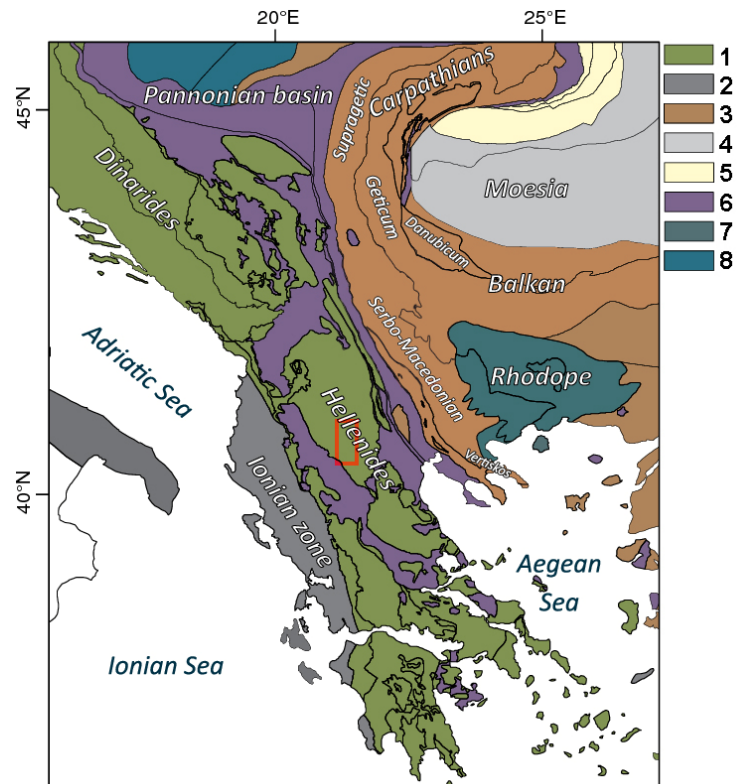 20°E
25°E
45°N
40°N
Pannonian basin
Carpathians
Supragetic
Dinarides
Getticum
Danubicum
Moesia
Balkan
Serbo-Macedonian
Rhodope
Adriatic Sea
Hellenides
Vertiskos
Ionian zone
Aegean
Sea
Ionian Sea
1
2
3
4
5
6
7
8